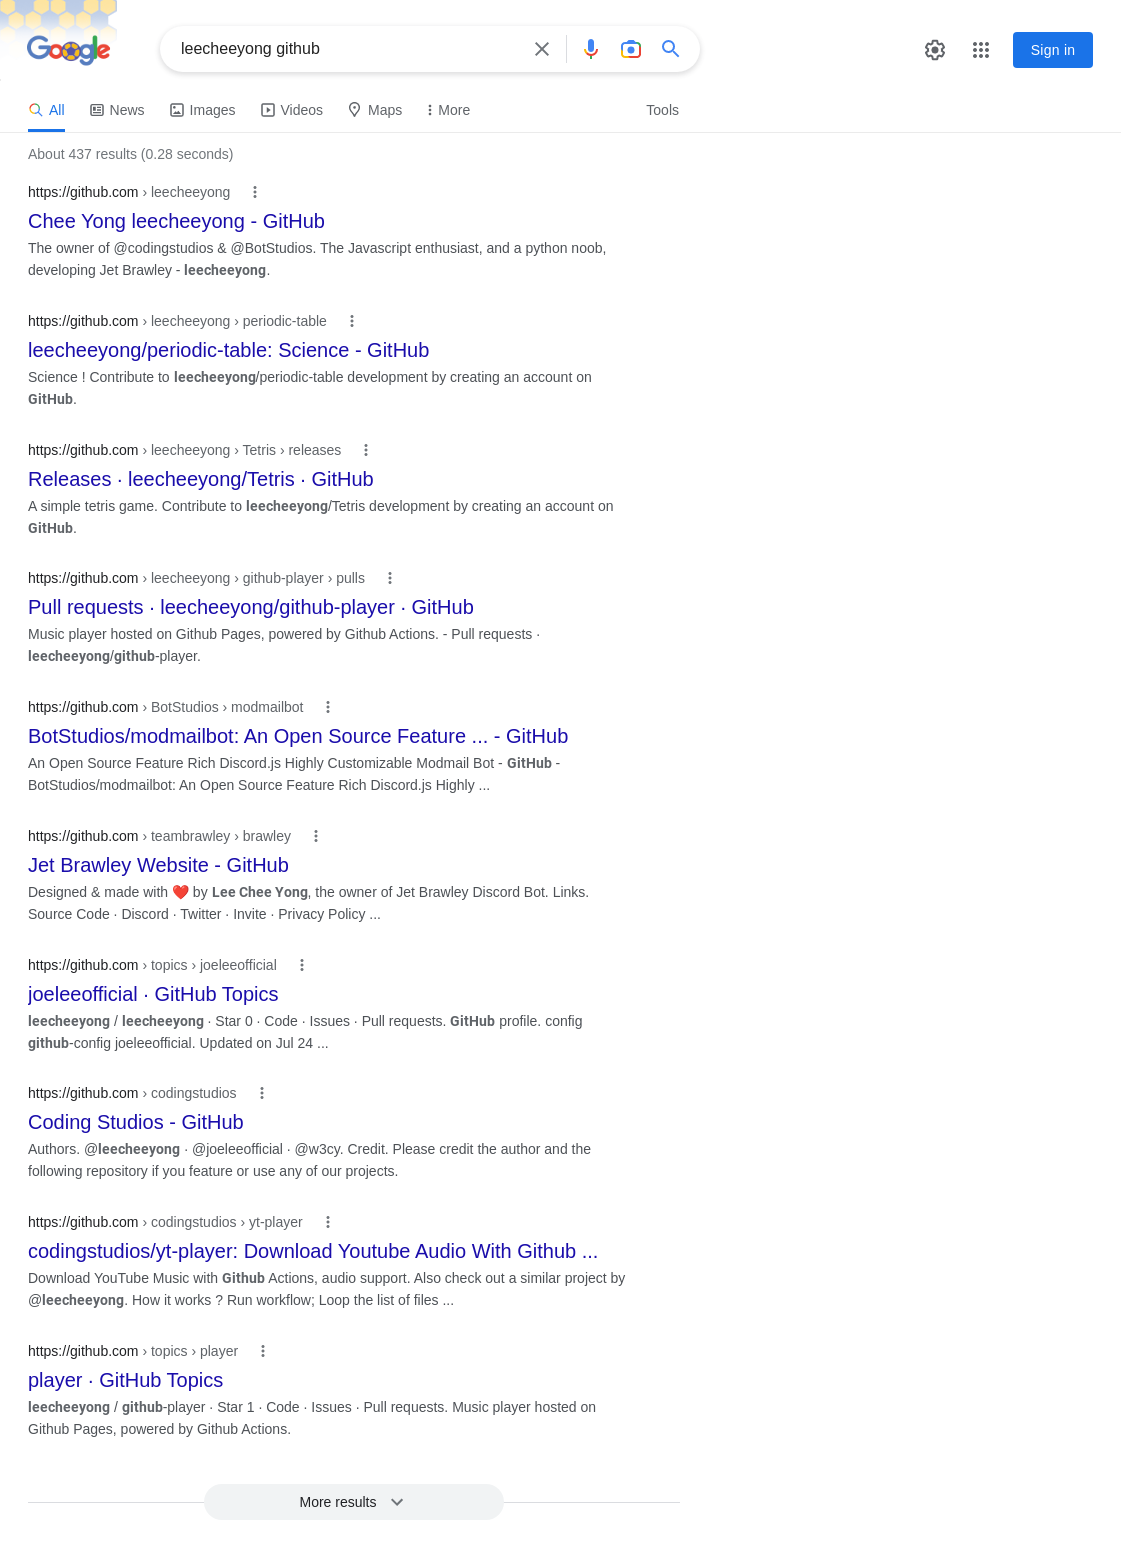 Google
leecheeyong github
Sign in
All News Images Videos Maps More Tools
About 437 results (0.28 seconds)
https://github.com › leecheeyong
Chee Yong leecheeyong - GitHub
The owner of @codingstudios & @BotStudios. The Javascript enthusiast, and a python noob,
developing Jet Brawley - leecheeyong.
https://github.com › leecheeyong › periodic-table
leecheeyong/periodic-table: Science - GitHub
Science ! Contribute to leecheeyong/periodic-table development by creating an account on
GitHub.
https://github.com › leecheeyong › Tetris › releases
Releases · leecheeyong/Tetris · GitHub
A simple tetris game. Contribute to leecheeyong/Tetris development by creating an account on
GitHub.
https://github.com › leecheeyong › github-player › pulls
Pull requests · leecheeyong/github-player · GitHub
Music player hosted on Github Pages, powered by Github Actions. - Pull requests ·
leecheeyong/github-player.
https://github.com › BotStudios › modmailbot
BotStudios/modmailbot: An Open Source Feature ... - GitHub
An Open Source Feature Rich Discord.js Highly Customizable Modmail Bot - GitHub -
BotStudios/modmailbot: An Open Source Feature Rich Discord.js Highly ...
https://github.com › teambrawley › brawley
Jet Brawley Website - GitHub
Designed & made with ❤️ by Lee Chee Yong, the owner of Jet Brawley Discord Bot. Links.
Source Code · Discord · Twitter · Invite · Privacy Policy ...
https://github.com › topics › joeleeofficial
joeleeofficial · GitHub Topics
leecheeyong / leecheeyong · Star 0 · Code · Issues · Pull requests. GitHub profile. config
github-config joeleeofficial. Updated on Jul 24 ...
https://github.com › codingstudios
Coding Studios - GitHub
Authors. @leecheeyong · @joeleeofficial · @w3cy. Credit. Please credit the author and the
following repository if you feature or use any of our projects.
https://github.com › codingstudios › yt-player
codingstudios/yt-player: Download Youtube Audio With Github ...
Download YouTube Music with Github Actions, audio support. Also check out a similar project by
@leecheeyong. How it works ? Run workflow; Loop the list of files ...
https://github.com › topics › player
player · GitHub Topics
leecheeyong / github-player · Star 1 · Code · Issues · Pull requests. Music player hosted on
Github Pages, powered by Github Actions.
More results